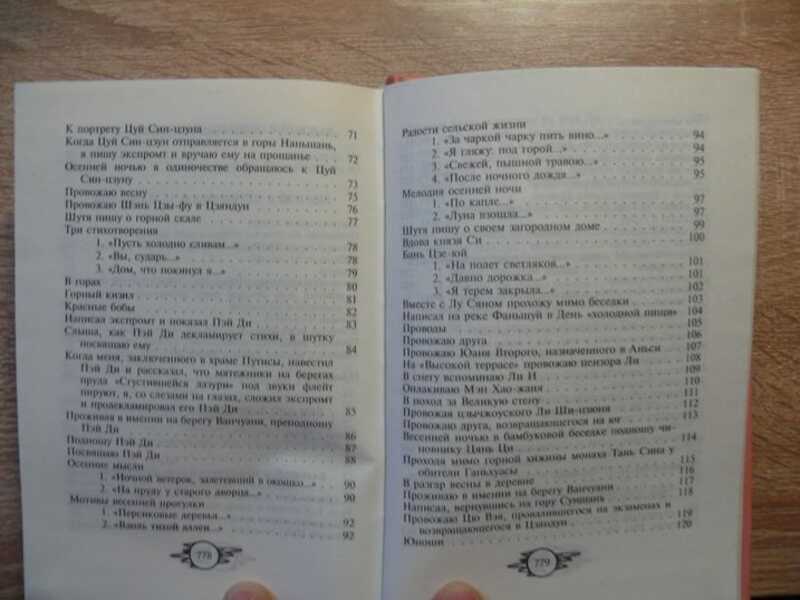 К портрету Цуй Син-цзуна . . . 71
Когда Цуй Син-цзун отправляется в горы Наньшань,
я пишу экспромт и вручаю ему на прощанье . . . 72
Осенней ночью в одиночестве обращаюсь к Цуй
Син-цзуну . . . 73
Провожаю весну . . . 75
Провожаю Шэнь Цзы-фу в Цзяндун . . . 76
Шутя пишу о горной скале . . . 77
Три стихотворения
1. «Пусть холодно сливам...» . . . 78
2. «Вы, сударь...» . . . 78
3. «Дом, что покинул я...» . . . 79
В горах . . . 80
Горный кизил . . . 81
Красные бобы . . . 82
Написал экспромт и показал Пэй Ди . . . 83
Слыша, как Пэй Ди декламирует стихи, в шутку
посвящаю ему . . . 84
Когда меня, заключенного в храме Путисы, навестил
Пэй Ди и рассказал, что мятежники на берегах
пруда «Сгустившейся лазури» под звуки флейт
пируют, я, со слезами на глазах, сложил экспромт
и продекламировал его Пэй Ди . . . 85
Проживая в имении на берегу Ванчуани, преподношу
Пэй Ди . . . 86
Подношу Пэй Ди . . . 87
Посвящаю Пэй Ди . . . 88
Осенние мысли
1. «Ночной ветерок, залетевший в окошко...» . . . 90
2. «На пруду у старого дворца...» . . . 90
Мотивы весенней прогулки
1. «Персиковые деревья...» . . . 92
2. «Вдоль тихой аллеи...» . . . 92
778
Радости сельской жизни
1. «За чаркой чарку пить вино...» . . . 94
2. «Я гляжу: под горой...» . . . 94
3. «Свежей, пышной травою...» . . . 95
4. «После ночного дождя...» . . . 95
Мелодия осенней ночи
1. «По капле...» . . . 97
2. «Луна взошла...» . . . 97
Шутя пишу о своем загородном доме . . . 99
Вдова князя Си . . . 100
Бань Цзе-юй
1. «На полет светляков...» . . . 101
2. «Давно дорожка...» . . . 101
3. «Я терем закрыла...» . . . 102
Вместе с Лу Сяном прохожу мимо беседки . . . 103
Написал на реке Фаньшуй в День «холодной пищи» 104
Проводы . . . 105
Провожаю друга . . . 106
Провожаю Юаня Второго, назначенного в Аньси . . . 107
На «Высокой террасе» провожаю цензора Ли . . . 108
В снегу вспоминаю Ли И . . . 109
Оплакиваю Мэн Хао-жаня . . . 110
В поход за Великую стену . . . 111
Провожая цзычжоуского Ли Ши-цзюня . . . 112
Провожаю друга, возвращающегося на юг . . . 113
Весенней ночью в бамбуковой беседке подношу чи-
новнику Цянь Ци . . . 114
Проходя мимо горной хижины монаха Тань Сина у
обители Ганьхуасы . . . 115
В разгар весны в деревне . . . 116
Проживаю в имении на берегу Ванчуани . . . 117
Написал, вернувшись на гору Суншань . . . 118
Провожаю Цю Вэя, провалившегося на экзаменах и
возвращающегося в Цзяндун . . . 119
Юноши . . . 120
779